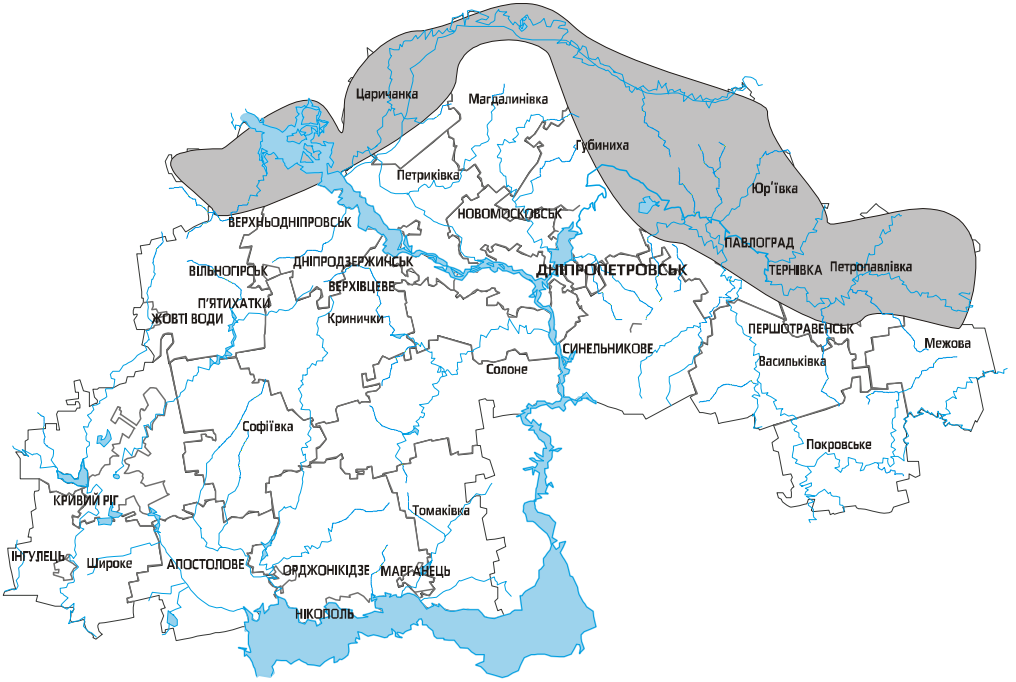 Царичанка
Магдалинівка
Губиниха
Петриківка
Юр'ївка
НОВОМОСКОВСЬК
ВЕРХНЬОДНІПРОВСЬК
ПАВЛОГРАД
ДНІПРОДЗЕРЖИНСЬК
ВІЛЬНОГІРСЬК
ДНІПРОПЕТРОВСЬК
ТЕРНІВКА
Петропавлівка
ВЕРХІВЦЕВЕ
П'ЯТИХАТКИ
ЖОВТІ ВОДИ
Кринички
ПЕРШОТРАВЕНСЬК
Межова
СИНЕЛЬНИКОВЕ
Васильківка
Солоне
Софіївка
Покровське
КРИВИЙ РІГ
Томаківка
ІНГУЛЕЦЬ
Широке
АПОСТОЛОВЕ
ОРДЖОНІКІДЗЕ
МАРГАНЕЦЬ
НІКОПОЛЬ